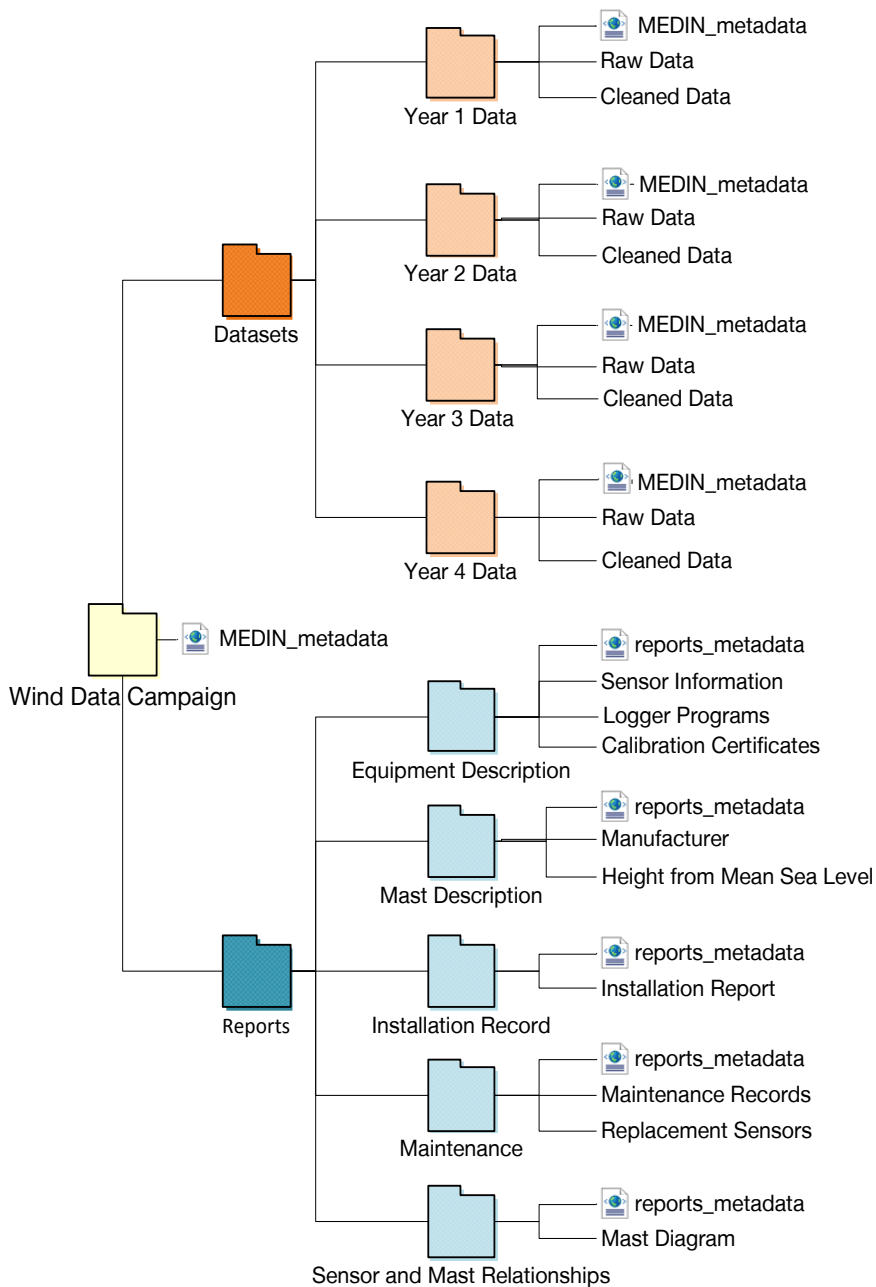 MEDIN_metadata
Raw Data
Cleaned Data
Year 1 Data
MEDIN_metadata
Raw Data
Cleaned Data
Year 2 Data
Datasets
MEDIN_metadata
Raw Data
Cleaned Data
Year 3 Data
MEDIN_metadata
Raw Data
Cleaned Data
Year 4 Data
MEDIN_metadata
Wind Data Campaign
reports_metadata
Sensor Information
Logger Programs
Calibration Certificates
Equipment Description
reports_metadata
Manufacturer
Height from Mean Sea Level
Mast Description
reports_metadata
Installation Report
Reports
Installation Record
reports_metadata
Maintenance Records
Replacement Sensors
Maintenance
reports_metadata
Mast Diagram
Sensor and Mast Relationships